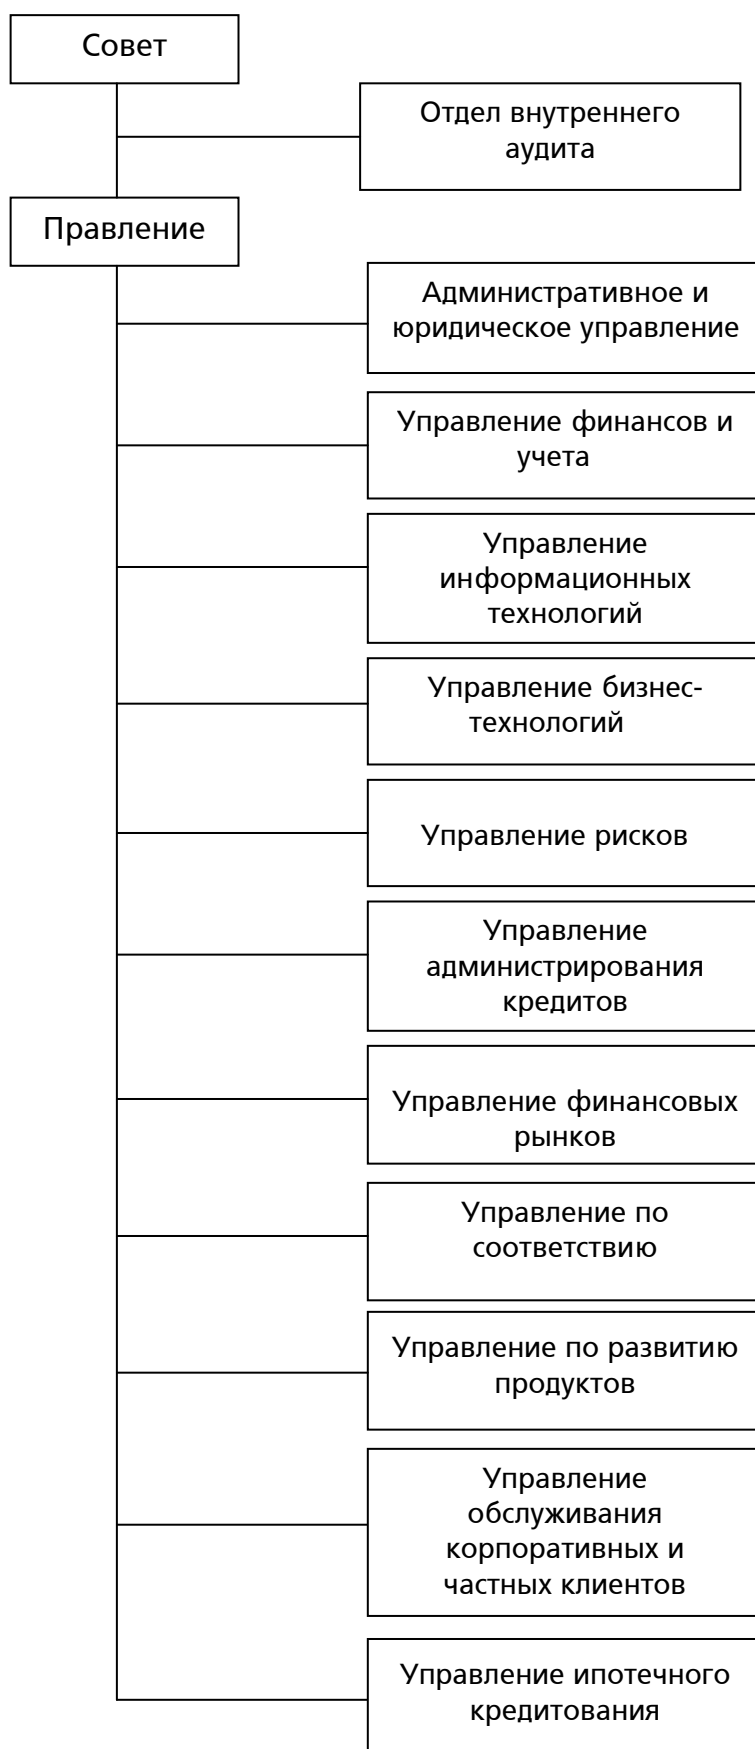 Совет
Отдел внутреннего
аудита
Правление
Административное и
юридическое управление
Управление финансов и
учета
Управление
информационных
технологий
Управление бизнес-
технологий
Управление рисков
Управление
администрирования
кредитов
Управление финансовых
рынков
Управление по
соответствию
Управление по развитию
продуктов
Управление
обслуживания
корпоративных и
частных клиентов
Управление ипотечного
кредитования